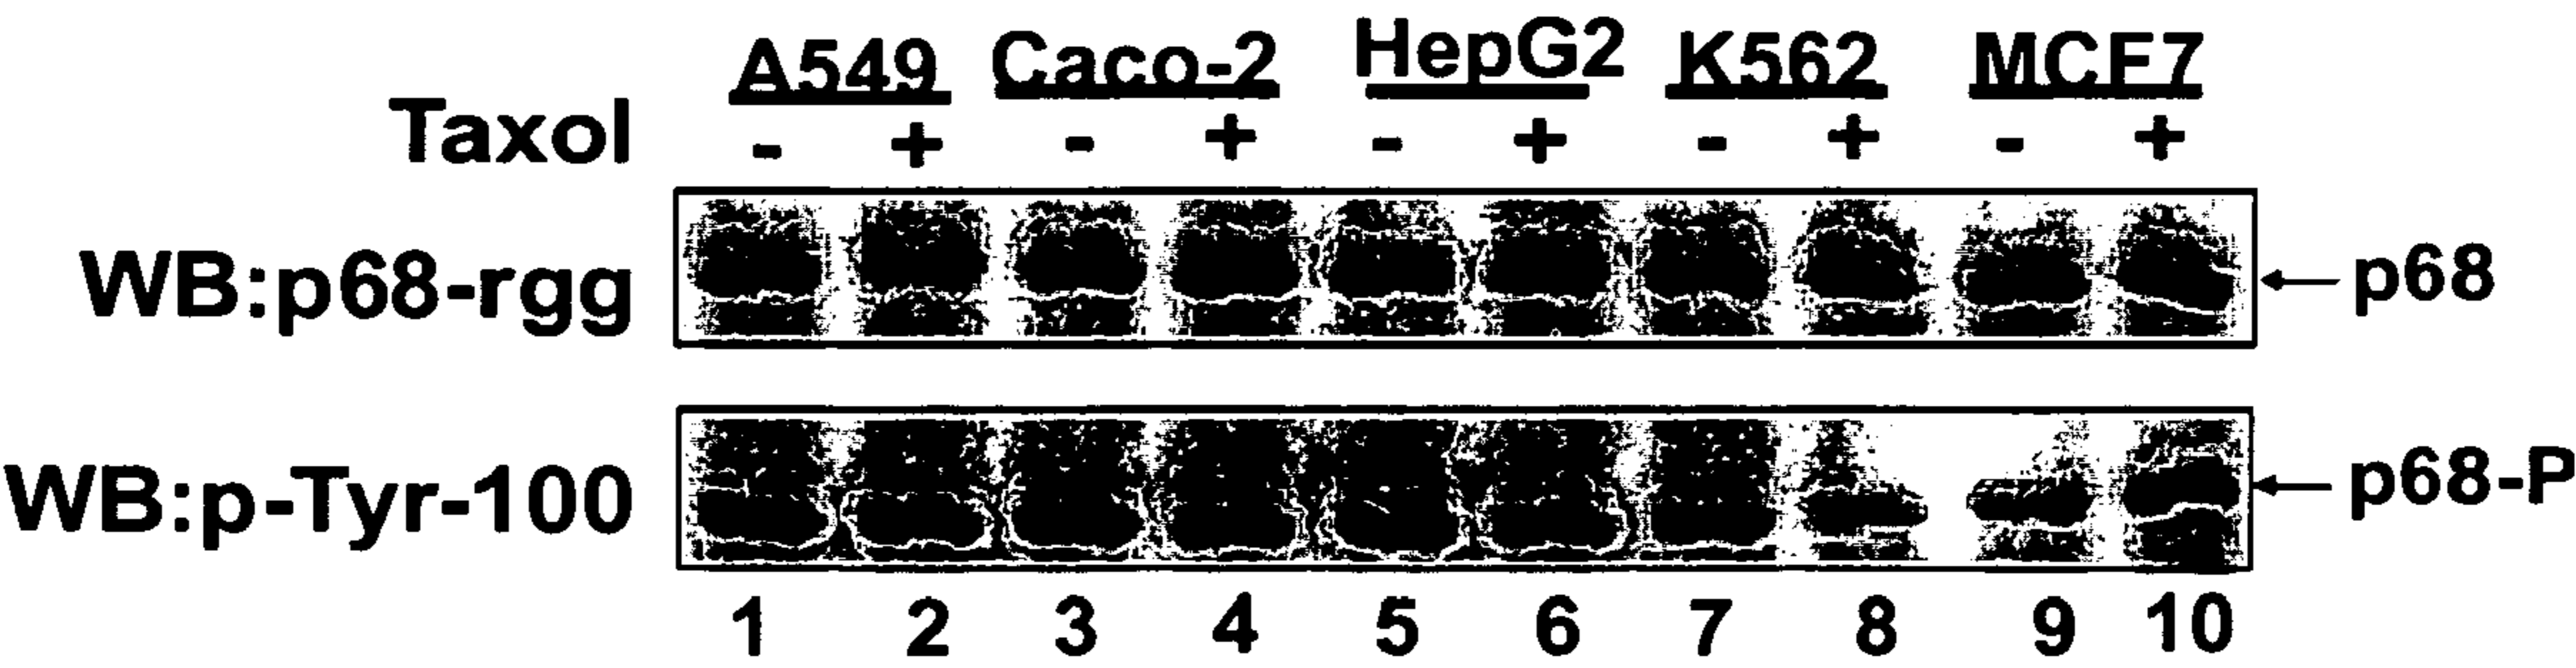 A549 Caco-2 HepG2 K562 MCF7
Taxol - + - + - + - + - +
WB:p68-rgg p68
WB:p-Tyr-100 p68-P
1 2 3 4 5 6 7 8 9 10